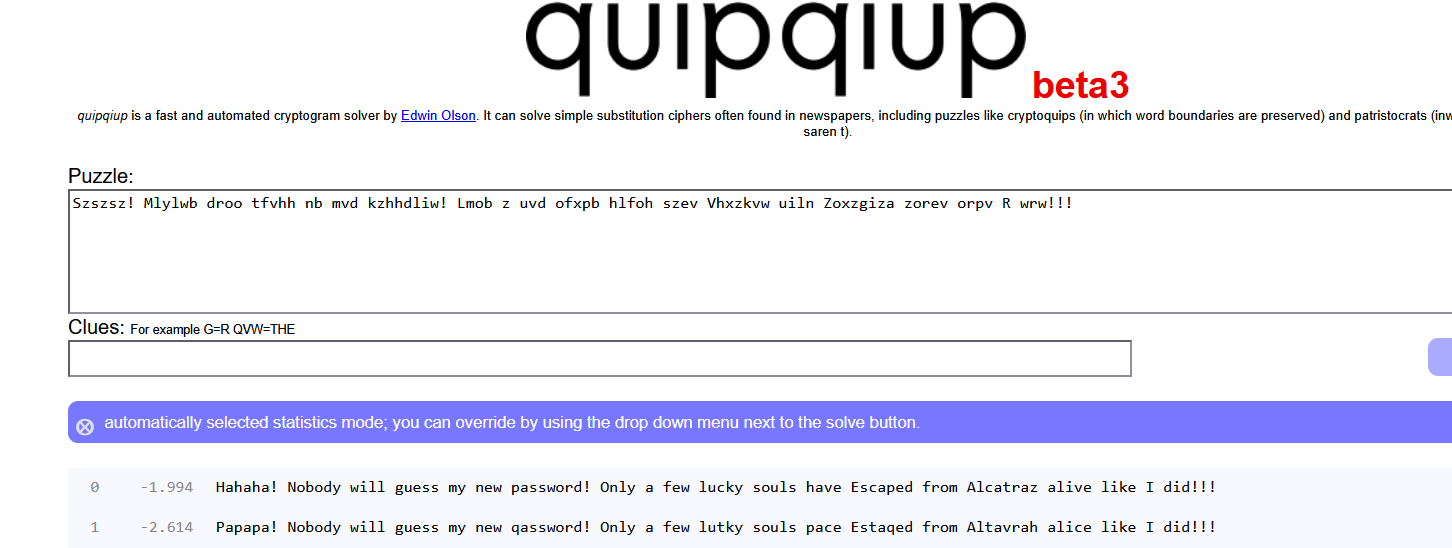 quipqiup beta3
quipqiup is a fast and automated cryptogram solver by Edwin Olson. It can solve simple substitution ciphers often found in newspapers, including puzzles like cryptoquips (in which word boundaries are preserved) and patristocrats (inw
saren t).
Puzzle:
Szszsz! Mlylwb droo tfvhh nb mvd kzhhdliw! Lmob z uvd ofxpb hlfoh szev Vhxzkvw uiln Zoxzgiza zorev orpv R wrw!!!
Clues: For example G=R QVW=THE
automatically selected statistics mode; you can override by using the drop down menu next to the solve button.
0 -1.994 Hahaha! Nobody will guess my new password! Only a few lucky souls have Escaped from Alcatraz alive like I did!!!
1 -2.614 Papapa! Nobody will guess my new qassword! Only a few lutky souls pace Estaqed from Altavrah alice like I did!!!